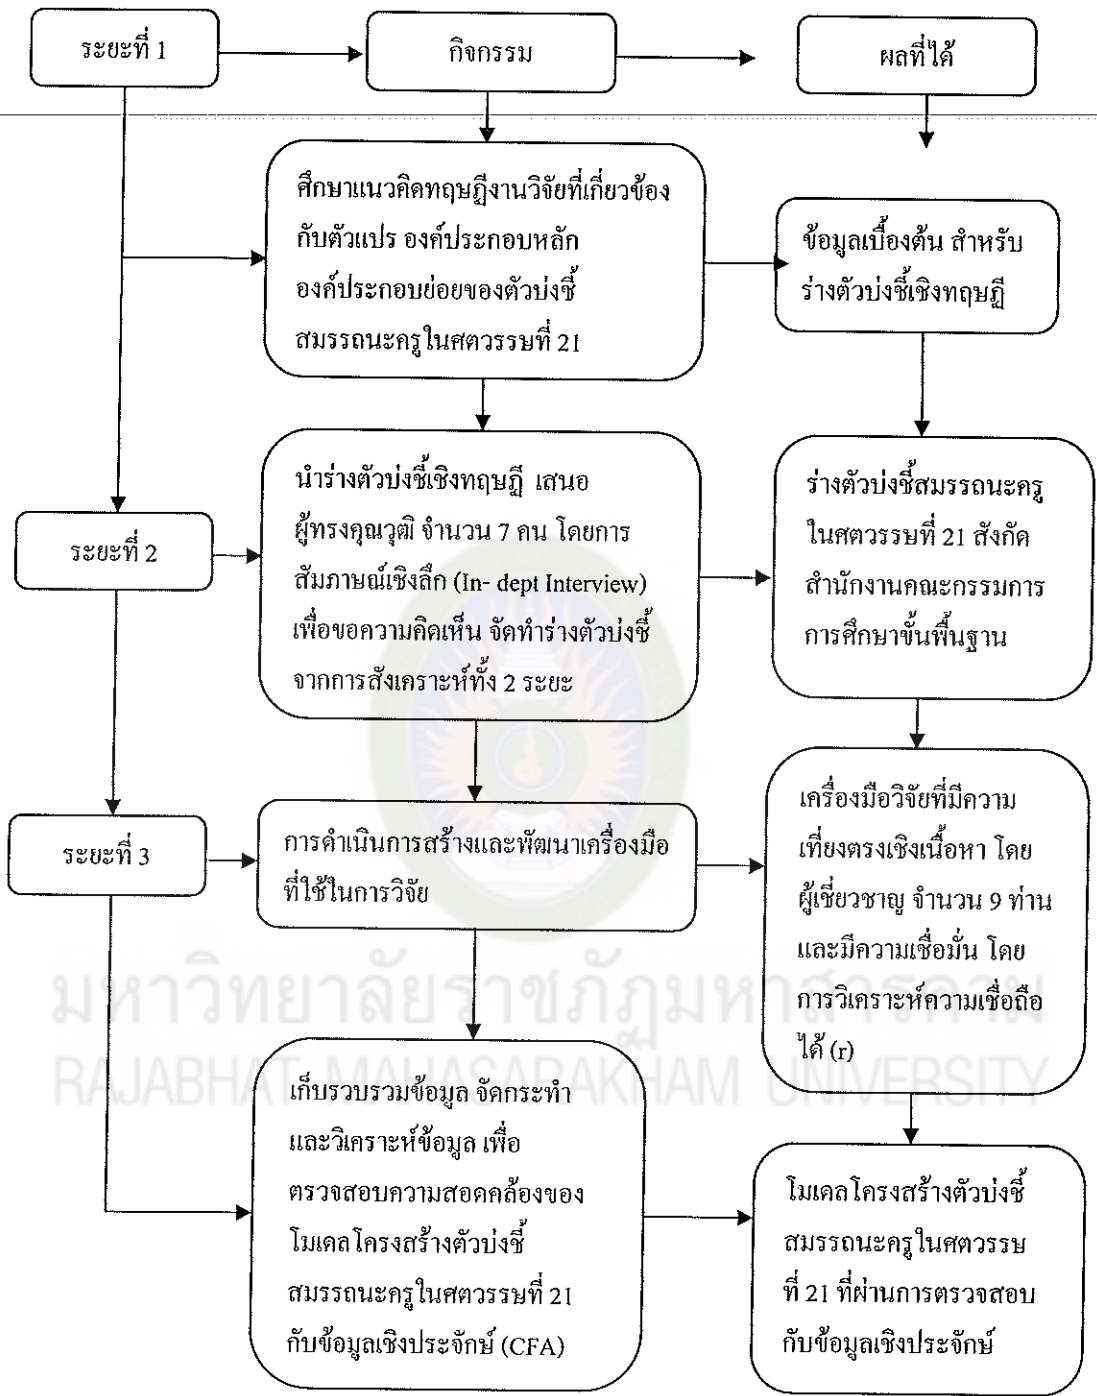 ระยะที่ 1
กิจกรรม
ผลที่ได้
ศึกษาแนวคิดทฤษฎีงานวิจัยที่เกี่ยวข้อง
กับตัวแปร องค์ประกอบหลัก
องค์ประกอบย่อยของตัวบ่งชี้
สมรรถนะครูในศตวรรษที่ 21
ข้อมูลเบื้องต้น สำหรับ
ร่างตัวบ่งชี้เชิงทฤษฎี
ระยะที่ 2
นำร่างตัวบ่งชี้เชิงทฤษฎี เสนอ
ผู้ทรงคุณวุฒิ จำนวน 7 คน โดยการ
สัมภาษณ์เชิงลึก (In- dept Interview)
เพื่อขอความคิดเห็น จัดทำร่างตัวบ่งชี้
จากการสังเคราะห์ทั้ง 2 ระยะ
ร่างตัวบ่งชี้สมรรถนะครู
ในศตวรรษที่ 21 สังกัด
สำนักงานคณะกรรมการ
การศึกษาขั้นพื้นฐาน
ระยะที่ 3
การดำเนินการสร้างและพัฒนาเครื่องมือ
ที่ใช้ในการวิจัย
เครื่องมือวิจัยที่มีความ
เที่ยงตรงเชิงเนื้อหา โดย
ผู้เชี่ยวชาญ จำนวน 9 ท่าน
และมีความเชื่อมั่น โดย
การวิเคราะห์ความเชื่อถือ
ได้ (r)
มหาวิทยาลัยราชภัฏมหาสารคาม
RAJABHAT MAHASARAKHAM UNIVERSITY
เก็บรวบรวมข้อมูล จัดกระทำ
และวิเคราะห์ข้อมูล เพื่อ
ตรวจสอบความสอดคล้องของ
โมเดลโครงสร้างตัวบ่งชี้
สมรรถนะครูในศตวรรษที่ 21
กับข้อมูลเชิงประจักษ์ (CFA)
โมเดลโครงสร้างตัวบ่งชี้
สมรรถนะครูในศตวรรษ
ที่ 21 ที่ผ่านการตรวจสอบ
กับข้อมูลเชิงประจักษ์